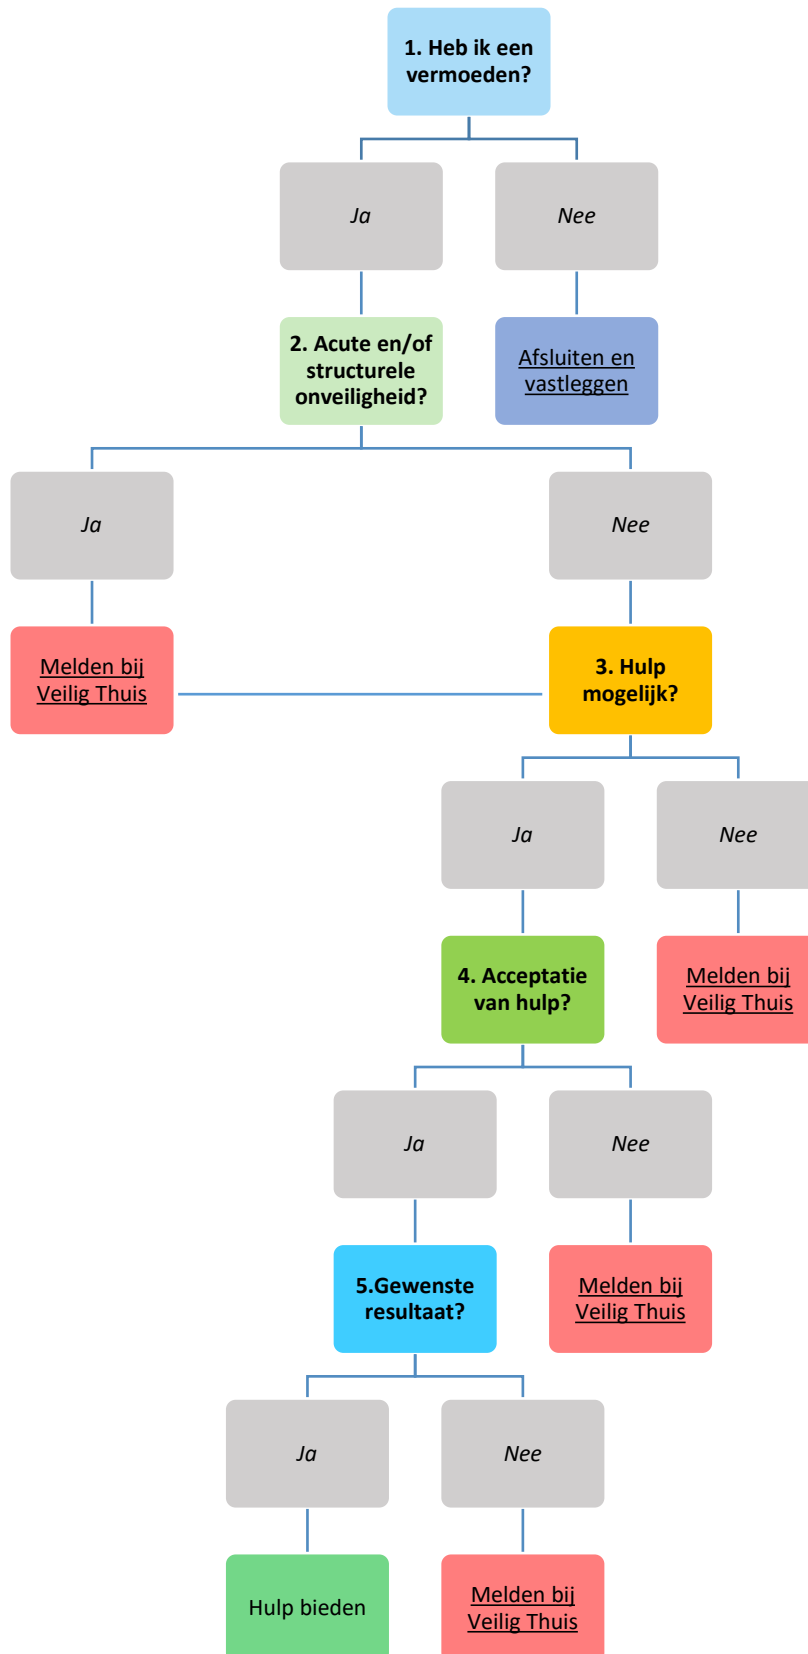 1. Heb ik een
vermoeden?
Ja
Nee
2. Acute en/of
structurele
onveiligheid?
Afsluiten en
vastleggen
Ja
Nee
Melden bij
Veilig Thuis
3. Hulp
mogelijk?
Ja
Nee
4. Acceptatie
van hulp?
Melden bij
Veilig Thuis
Ja
Nee
5.Gewenste
resultaat?
Melden bij
Veilig Thuis
Ja
Nee
Hulp bieden
Melden bij
Veilig Thuis